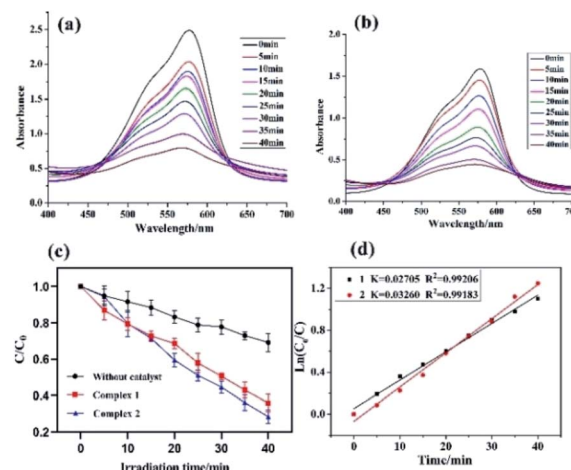 (a)
0min
5min
10min
15min
20min
25min
30min
35min
40min
Absorbance
2.5
2.0
1.5
1.0
0.5
0.0
400 450 500 550 600 650 700
Wavelength/nm
(b)
0min
5min
10min
15min
20min
25min
30min
35min
40min
Absorbance
2.0
1.5
1.0
0.5
0.0
400 450 500 550 600 650 700
Wavelength/nm
(c)
C/C0
1.0
0.8
0.6
0.4
0.2
Without catalyst
Complex 1
Complex 2
0 10 20 30 40
Irradiation time/min
(d)
1 K=0.02705 R²=0.99206
2 K=0.03260 R²=0.99183
Ln(C0/C)
1.2
0.8
0.4
0.0
0 10 20 30 40
Time/min